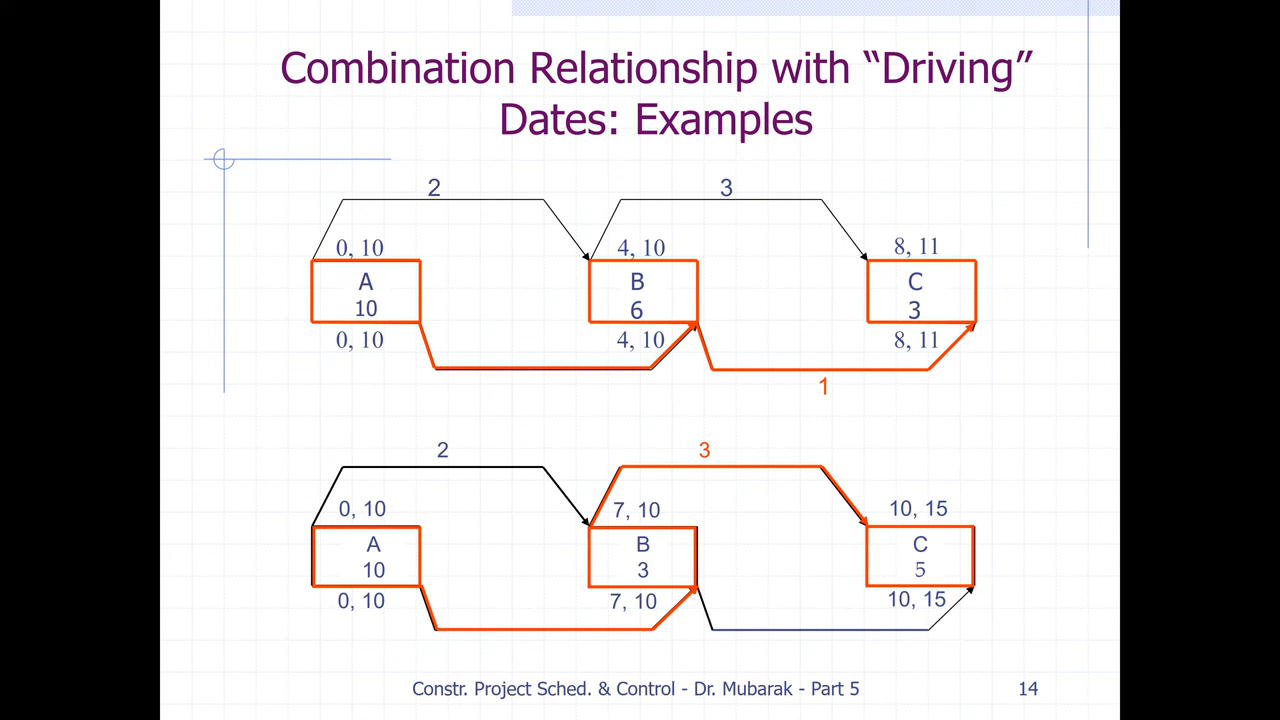 Combination Relationship with “Driving”
Dates: Examples
2
3
0, 10
4, 10
8, 11
A
B
C
10
6
3
0, 10
4, 10
8, 11
1
2
3
0, 10
7, 10
10, 15
A
B
C
10
3
5
0, 10
7, 10
10, 15
Constr. Project Sched. & Control - Dr. Mubarak - Part 5
14